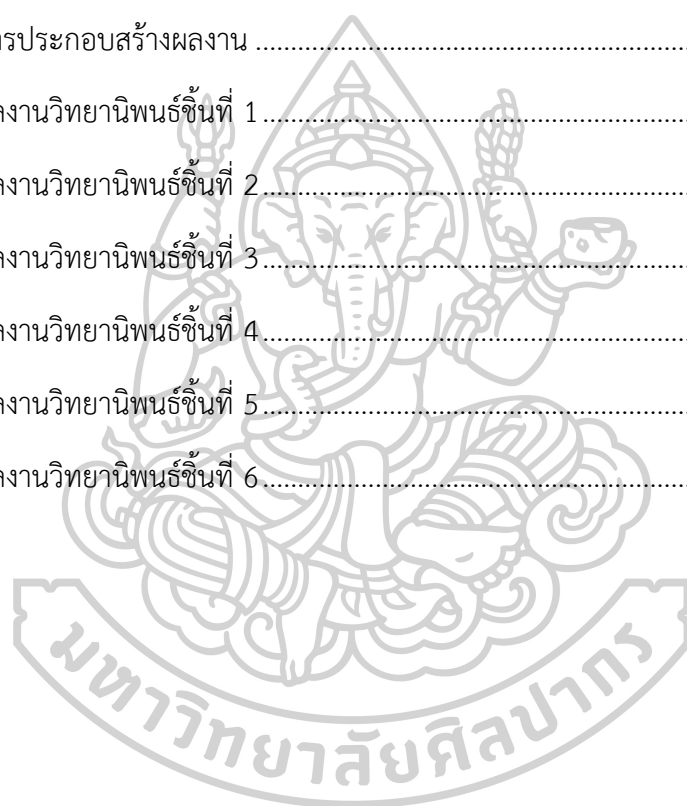 รประกอบสร้างผลงาน ................................................................
ลงานวิทยานิพนธ์ชิ้นที่ 1 ................................................................
ลงานวิทยานิพนธ์ชิ้นที่ 2 ................................................................
ลงานวิทยานิพนธ์ชิ้นที่ 3 ................................................................
ลงานวิทยานิพนธ์ชิ้นที่ 4 ................................................................
ลงานวิทยานิพนธ์ชิ้นที่ 5 ................................................................
ลงานวิทยานิพนธ์ชิ้นที่ 6 ................................................................
มหาวิทยาลัยศิลปากร